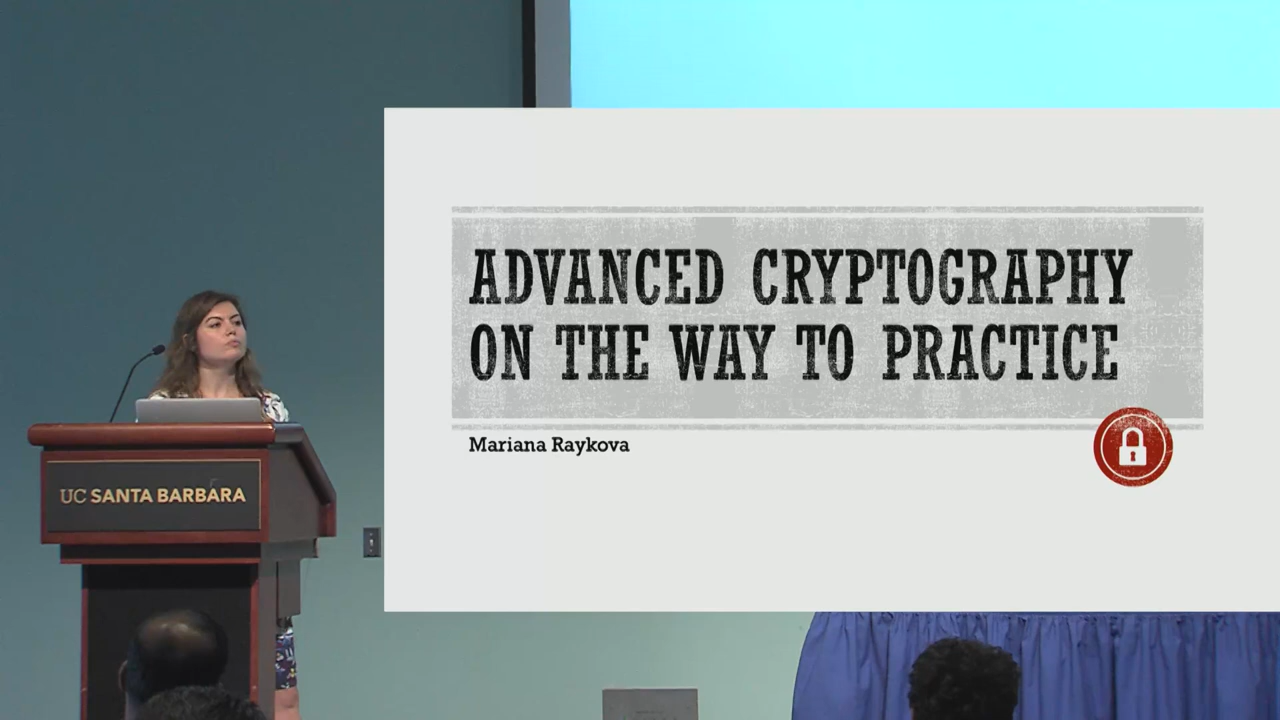 ADVANCED CRYPTOGRAPHY
ON THE WAY TO PRACTICE
Mariana Raykova
UC SANTA BARBARA